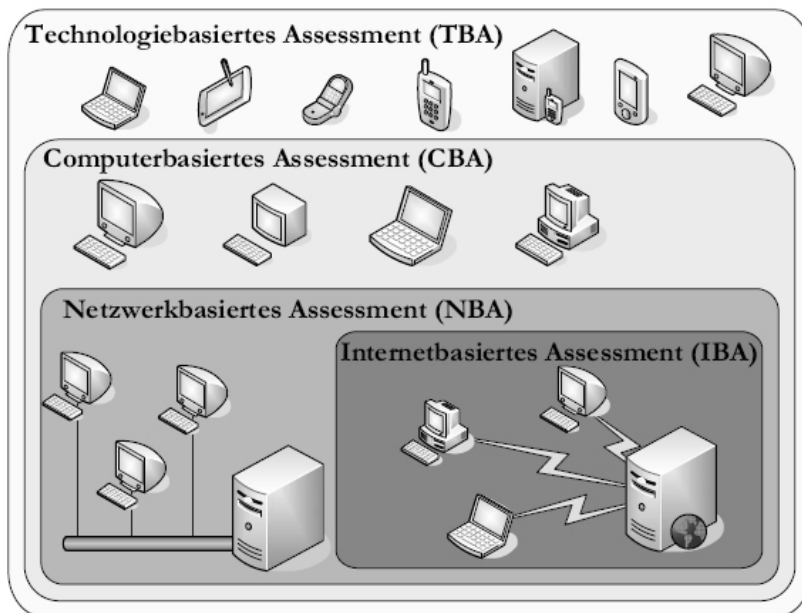 Technologiebasiertes Assessment (TBA)
Computerbasiertes Assessment (CBA)
Netzwerkbasiertes Assessment (NBA)
Internetbasiertes Assessment (IBA)